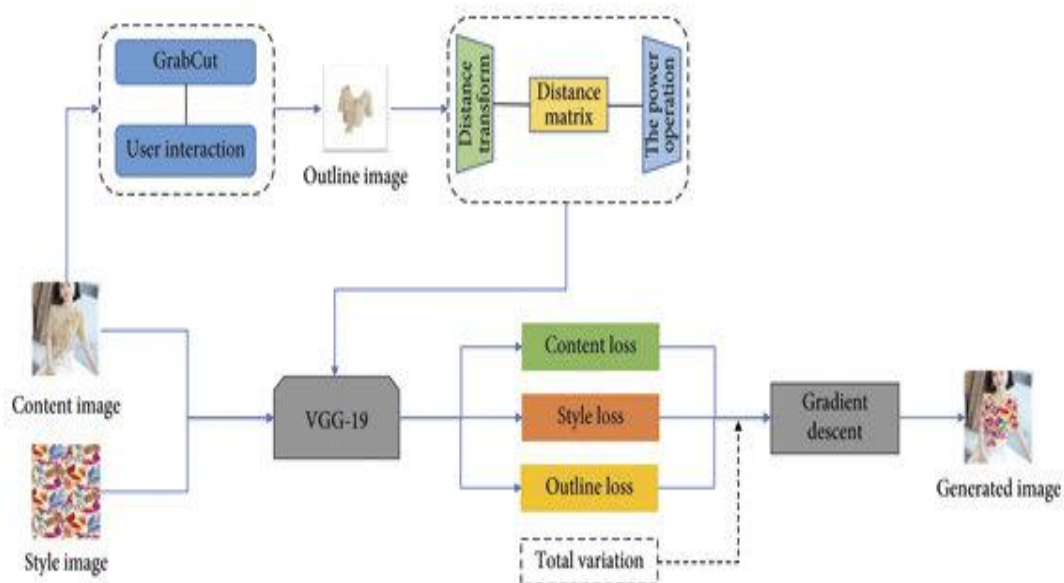 GrabCut
User interaction
Outline image
Distance
transform
Distance
matrix
The power
operation
Content image
Style image
VGG-19
Content loss
Style loss
Outline loss
Total variation
Gradient
descent
Generated image